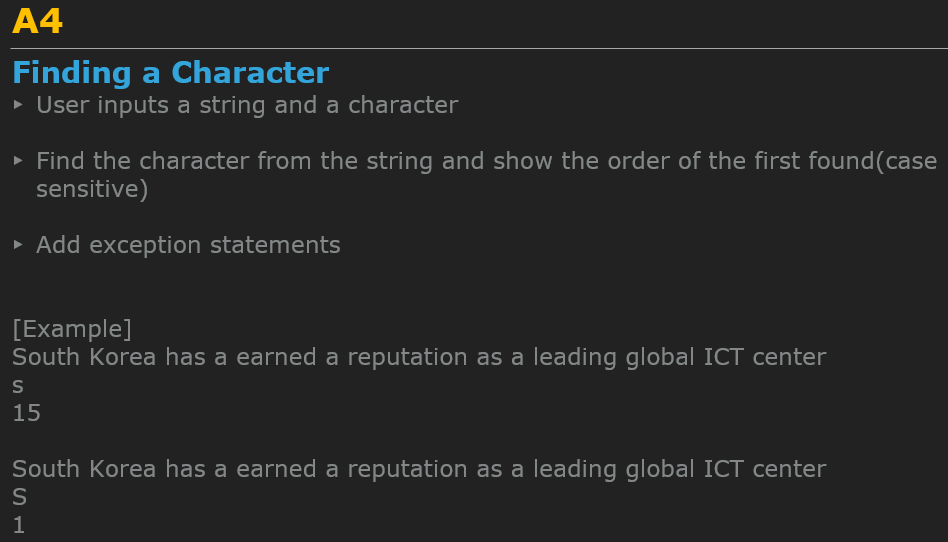 A4
Finding a Character
▸ User inputs a string and a character
▸ Find the character from the string and show the order of the first found(case
sensitive)
▸ Add exception statements
[Example]
South Korea has a earned a reputation as a leading global ICT center
s
15
South Korea has a earned a reputation as a leading global ICT center
S
1